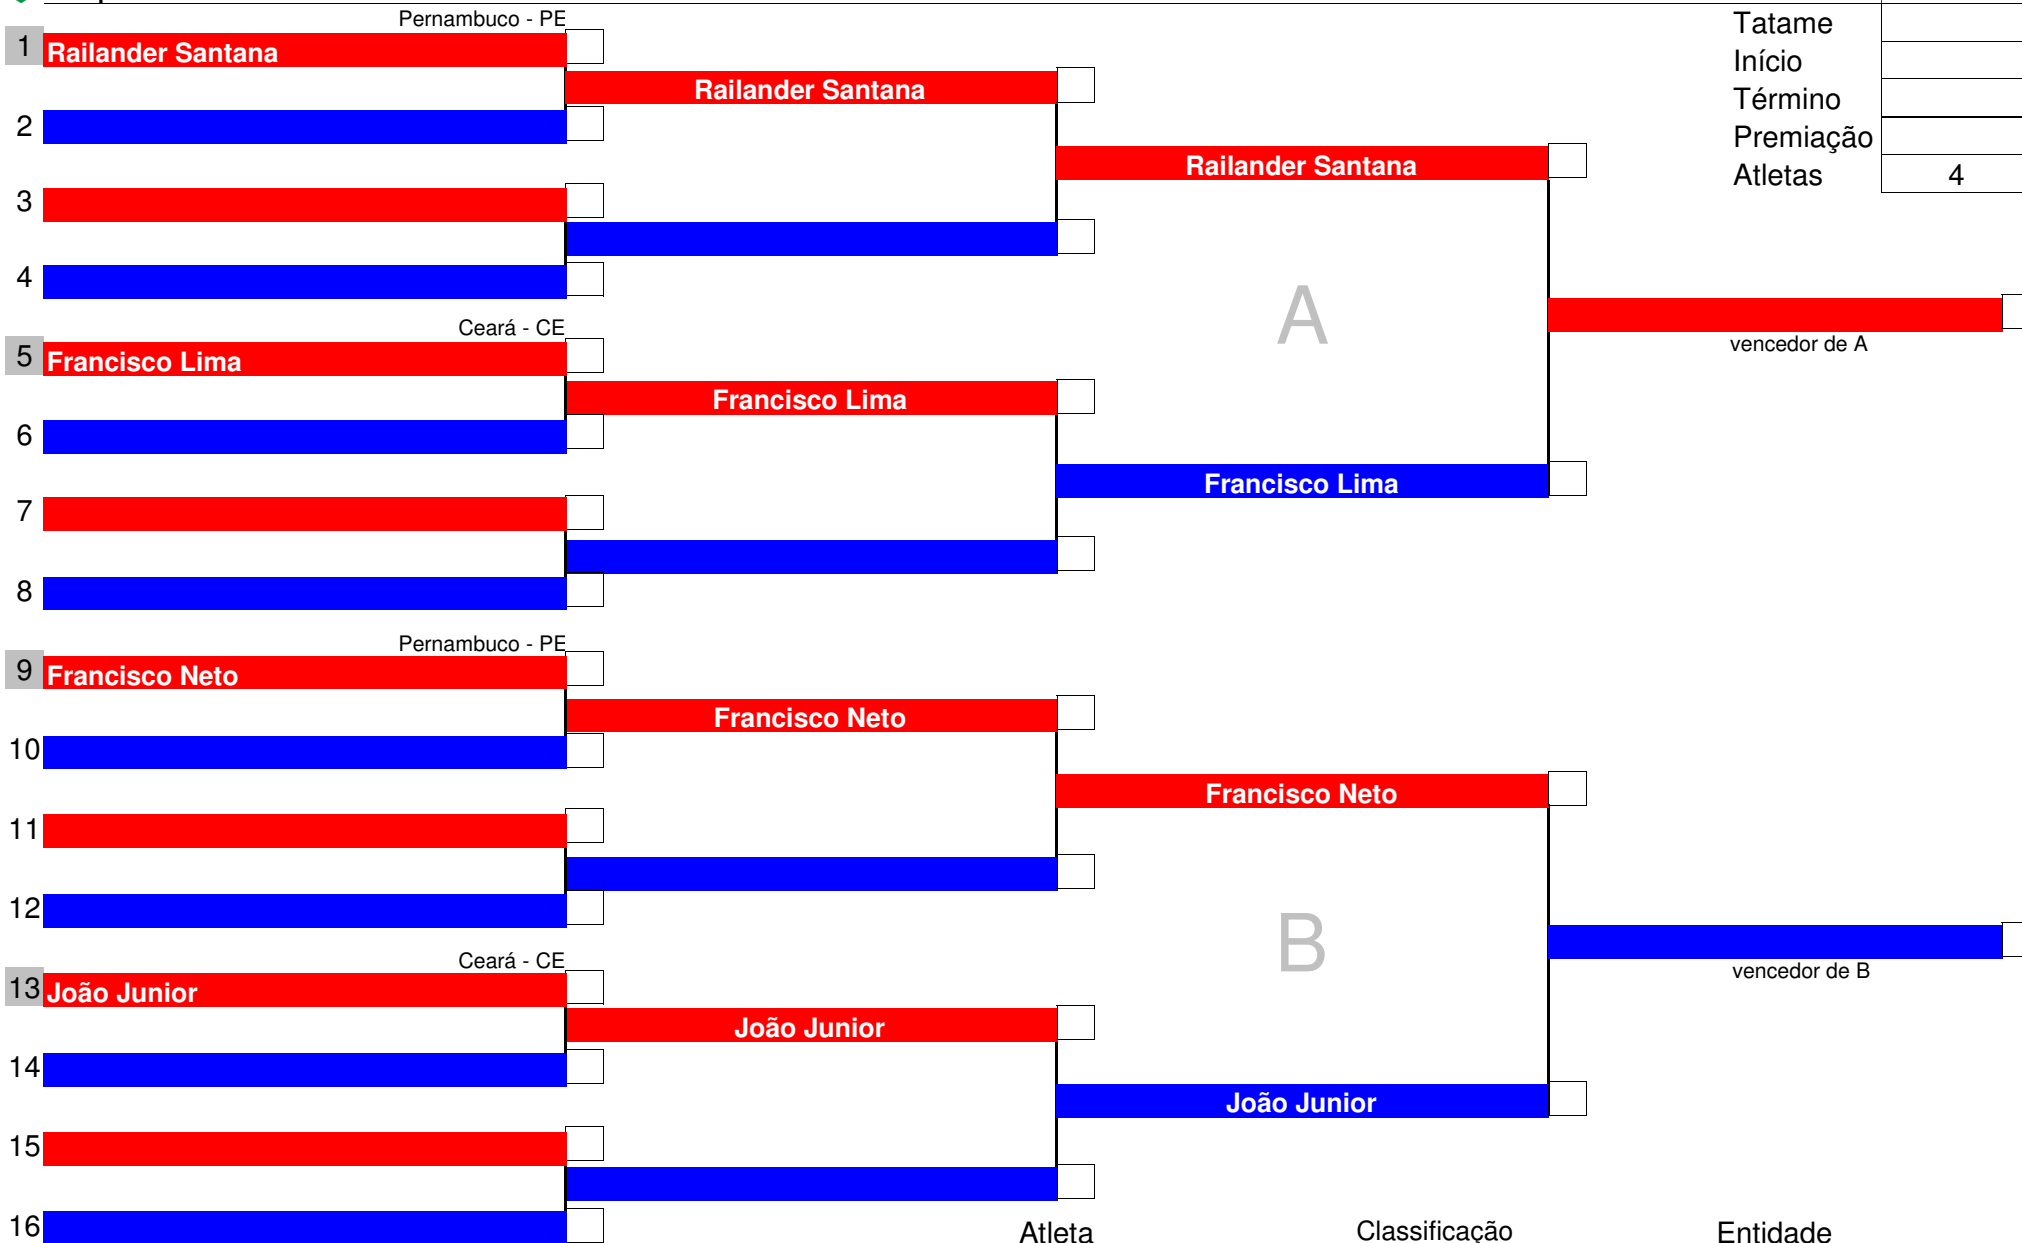 Pernambuco - PE
Tatame
1 Railander Santana
Railander Santana
Início
Término
2
Premiação
Railander Santana
Atletas 4
3
4
A
Ceará - CE
vencedor de A
5 Francisco Lima
Francisco Lima
6
Francisco Lima
7
8
Pernambuco - PE
9 Francisco Neto
Francisco Neto
10
Francisco Neto
11
12
B
Ceará - CE
vencedor de B
13 João Junior
João Junior
14
João Junior
15
16
Atleta Classificação Entidade